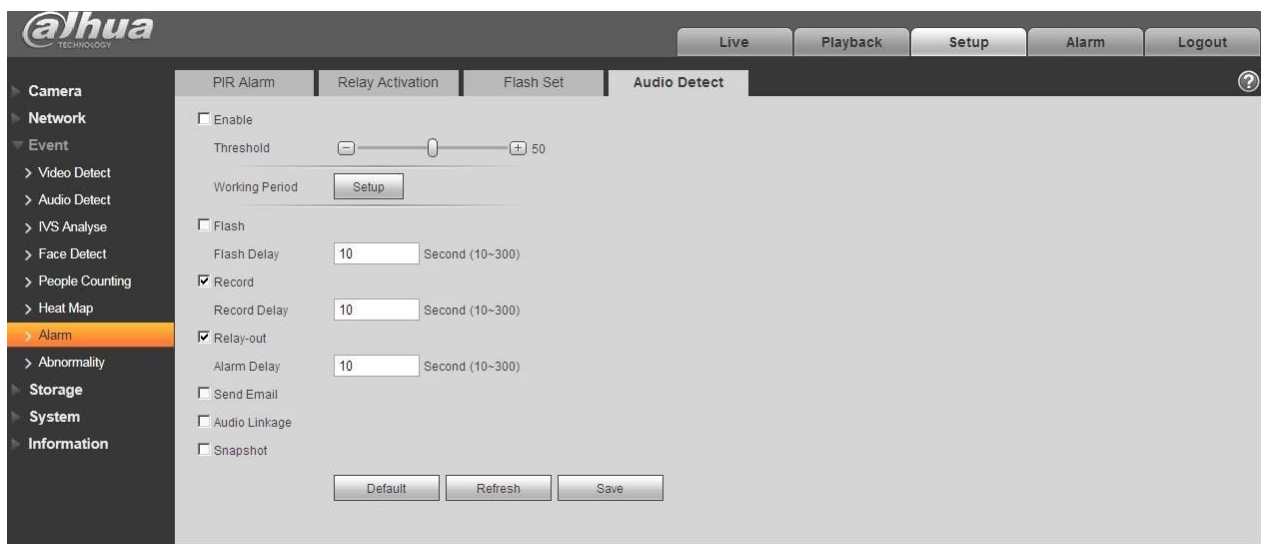 alhua
TECHNOLOGY
Live Playback Setup Alarm Logout
PIR Alarm Relay Activation Flash Set Audio Detect ?
Camera
Network
Event
Video Detect
Audio Detect
IVS Analyse
Face Detect
People Counting
Heat Map
Alarm
Abnormality
Storage
System
Information
Enable
Threshold 50
Working Period Setup
Flash
Flash Delay 10 Second (10~300)
Record
Record Delay 10 Second (10~300)
Relay-out
Alarm Delay 10 Second (10~300)
Send Email
Audio Linkage
Snapshot
Default Refresh Save